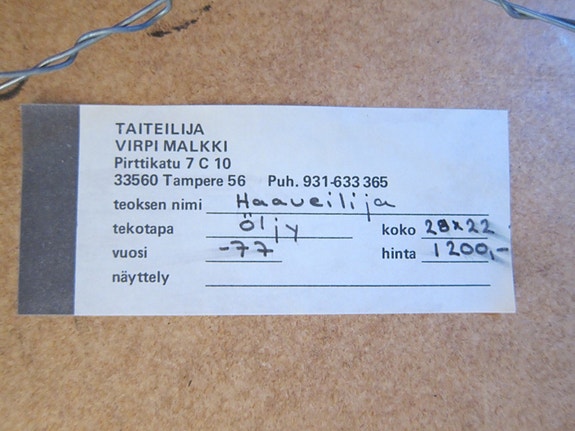 TAITEILIJA
VIRPI MALKKI
Pirttikatu 7 C 10
33560 Tampere 56 Puh. 931-633 365
teoksen nimi Haaveilija
tekotapa Öljy koko 28x22
vuosi -77 hinta 1200,-
näyttely